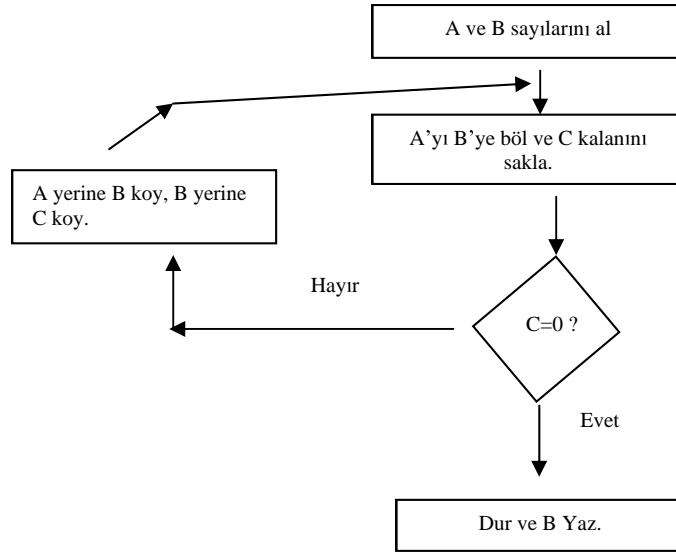 A ve B sayılarını al
A’yı B’ye böl ve C kalanını
sakla.
A yerine B koy, B yerine
C koy.
Hayır
C=0 ?
Evet
Dur ve B Yaz.